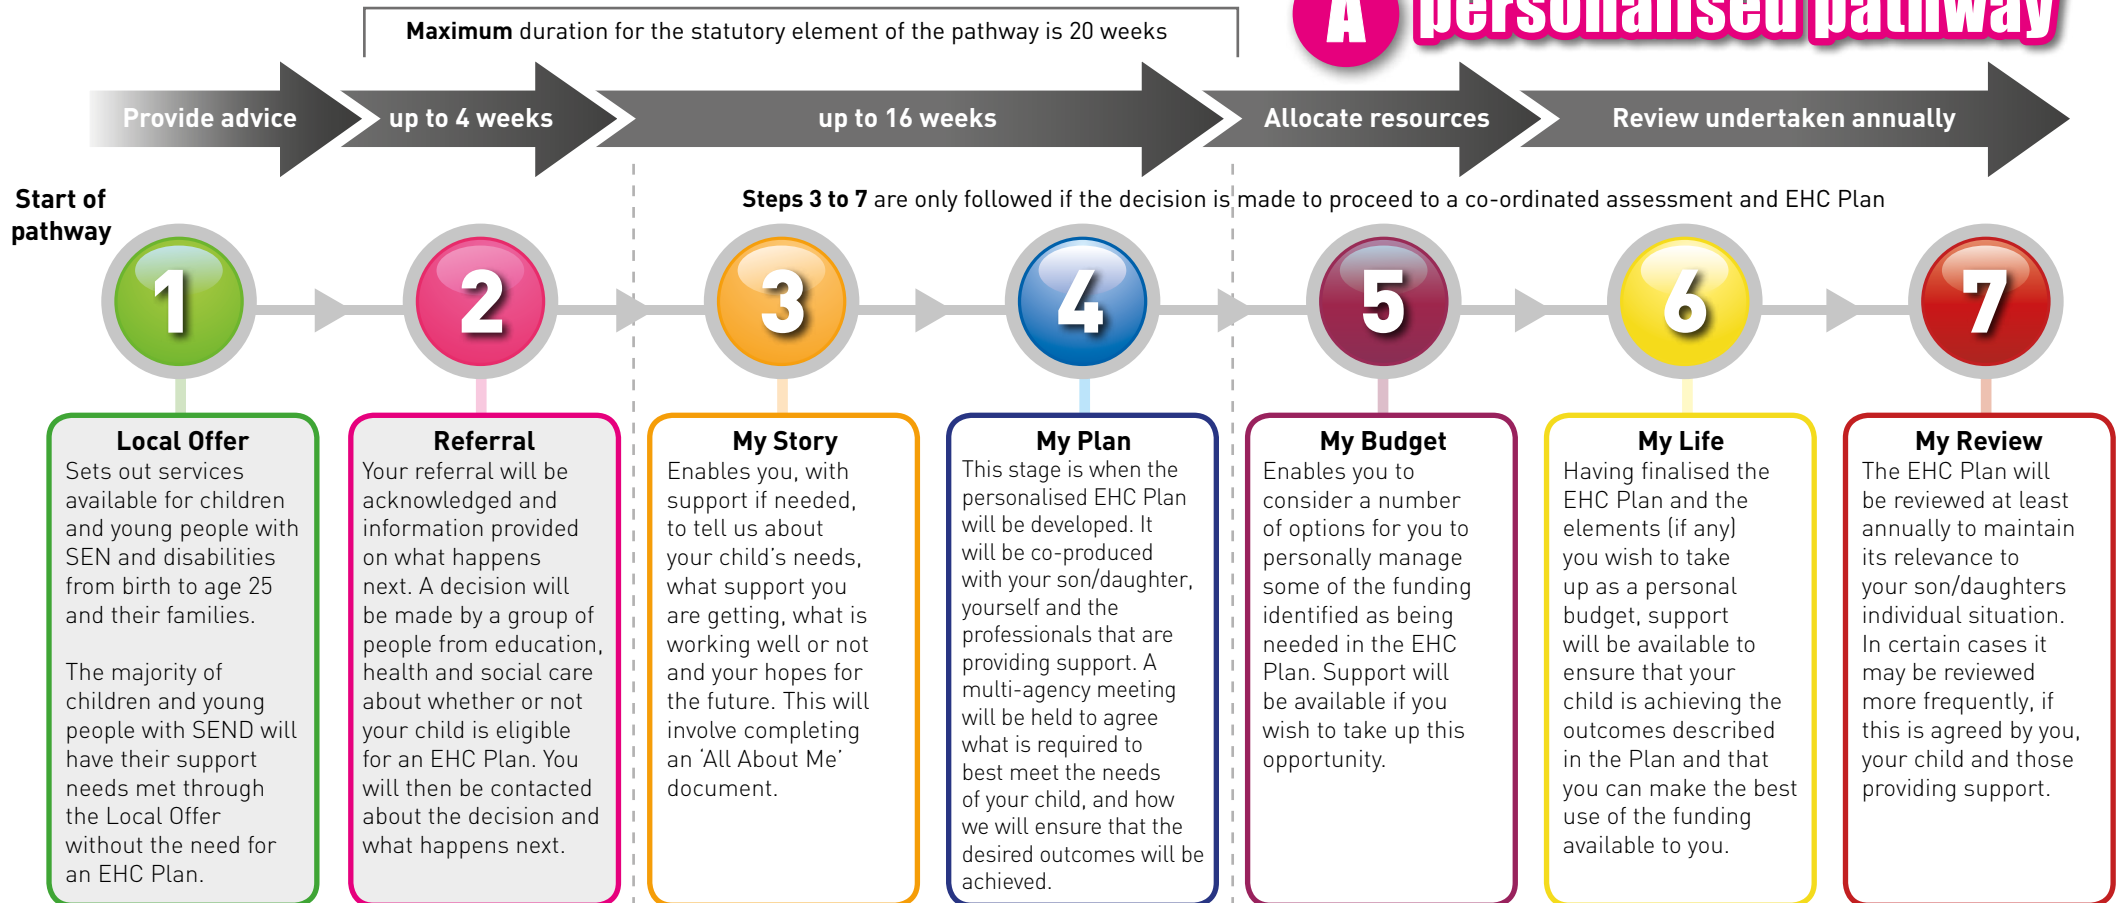 A personalised pathway
Maximum duration for the statutory element of the pathway is 20 weeks
Provide advice
up to 4 weeks
up to 16 weeks
Allocate resources
Review undertaken annually
Start of
pathway
Steps 3 to 7 are only followed if the decision is made to proceed to a co-ordinated assessment and EHC Plan
1
2
3
4
5
6
7
Local Offer
Sets out services
available for children
and young people with
SEN and disabilities
from birth to age 25
and their families.
The majority of
children and young
people with SEND will
have their support
needs met through
the Local Offer
without the need for
an EHC Plan.
Referral
Your referral will be
acknowledged and
information provided
on what happens
next. A decision will
be made by a group of
people from education,
health and social care
about whether or not
your child is eligible
for an EHC Plan. You
will then be contacted
about the decision and
what happens next.
My Story
Enables you, with
support if needed,
to tell us about
your child's needs,
what support you
are getting, what is
working well or not
and your hopes for
the future. This will
involve completing
an ‘All About Me’
document.
My Plan
This stage is when the
personalised EHC Plan
will be developed. It
will be co-produced
with your son/daughter,
yourself and the
professionals that are
providing support. A
multi-agency meeting
will be held to agree
what is required to
best meet the needs
of your child, and how
we will ensure that the
desired outcomes will be
achieved.
My Budget
Enables you to
consider a number
of options for you to
personally manage
some of the funding
identified as being
needed in the EHC
Plan. Support will
be available if you
wish to take up this
opportunity.
My Life
Having finalised the
EHC Plan and the
elements (if any)
you wish to take
up as a personal
budget, support
will be available to
ensure that your
child is achieving the
outcomes described
in the Plan and that
you can make the best
use of the funding
available to you.
My Review
The EHC Plan will
be reviewed at least
annually to maintain
its relevance to
your son/daughters
individual situation.
In certain cases it
may be reviewed
more frequently, if
this is agreed by you,
your child and those
providing support.